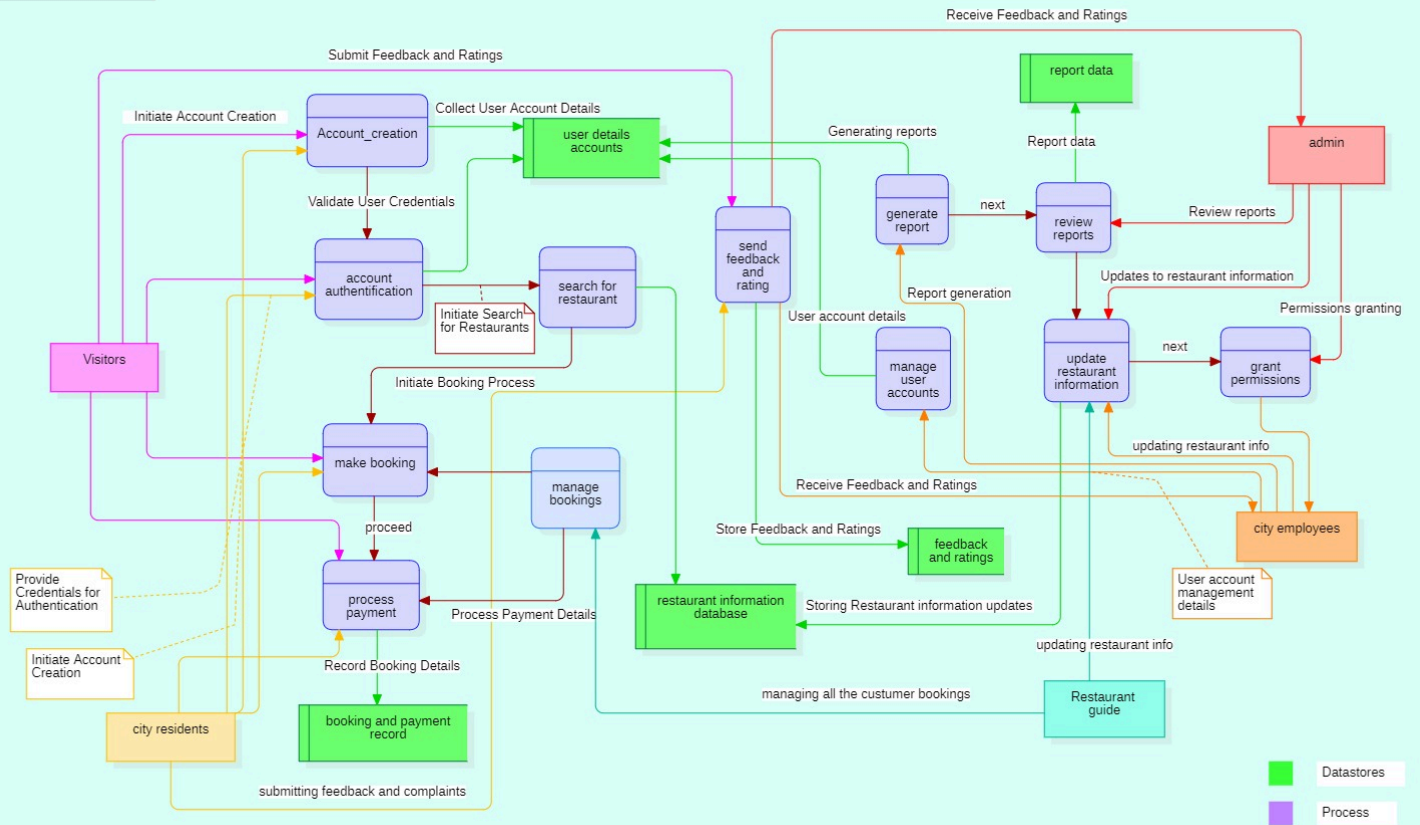 Receive Feedback and Ratings
Submit Feedback and Ratings
report data
Initiate Account Creation
Collect User Account Details
Account_creation
user details
accounts
Generating reports
Report data
admin
Validate User Credentials
generate
report
next
review
reports
Review reports
send
feedback
and
rating
account
authentification
search for
restaurant
Updates to restaurant information
Initiate Search
for Restaurants
Report generation
User account details
Permissions granting
Visitors
manage
user
accounts
update
restaurant
information
next
grant
permissions
Initiate Booking Process
make booking
manage
bookings
updating restaurant info
Receive Feedback and Ratings
proceed
Store Feedback and Ratings
city employees
feedback
and ratings
Provide
Credentials for
Authentication
process
payment
Process Payment Details
restaurant information
database
Storing Restaurant information updates
User account
management
details
Initiate Account
Creation
Record Booking Details
updating restaurant info
managing all the custumer bookings
Restaurant
guide
city residents
booking and payment
record
submitting feedback and complaints
Datastores
Process